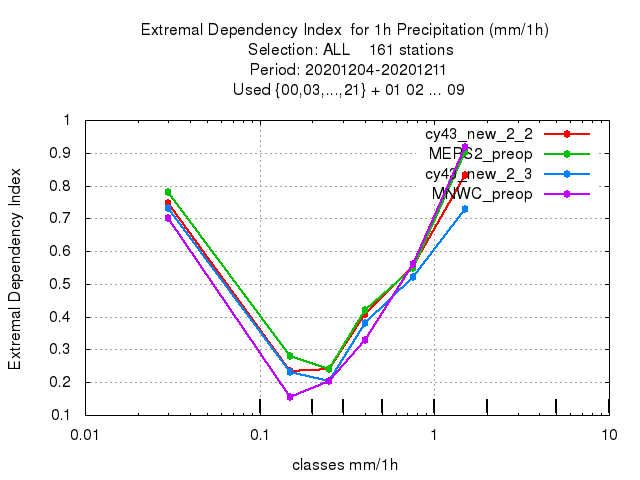 Extremal Dependency Index  for 1h Precipitation (mm/1h)
Selection: ALL    161 stations
Period: 20201204-20201211
Used {00,03,...,21} + 01 02 ... 09
Extremal Dependency Index
1
0.9
0.8
0.7
0.6
0.5
0.4
0.3
0.2
0.1
cy43_new_2_2
MEPS2_preop
cy43_new_2_3
MNWC_preop
0.01 0.1 1 10
classes mm/1h